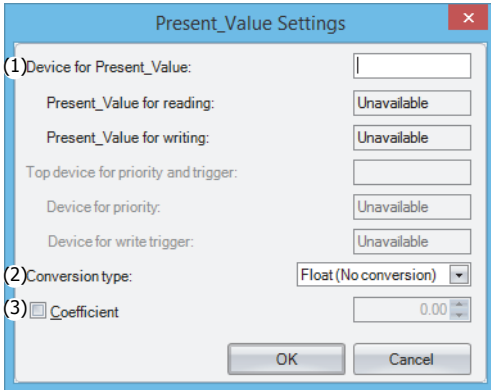 Present_Value Settings
(1) Device for Present_Value:
Present_Value for reading: Unavailable
Present_Value for writing: Unavailable
Top device for priority and trigger:
Device for priority: Unavailable
Device for write trigger: Unavailable
(2) Conversion type: Float (No conversion)
(3) Coefficient 0.00
OK Cancel